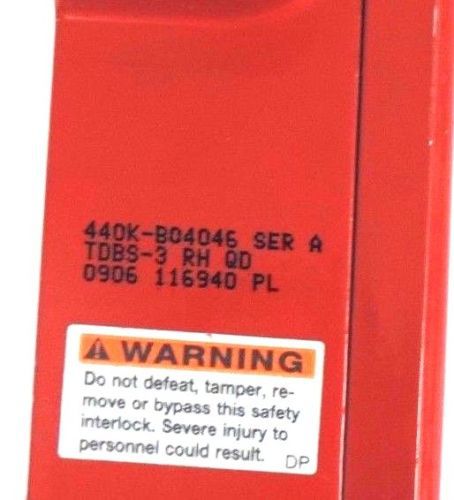 440K-B04046 SER A
TDBS-3 RH QD
0906 116940 PL
WARNING
Do not defeat, tamper, re-
move or bypass this safety
interlock. Severe injury to
personnel could result. DP